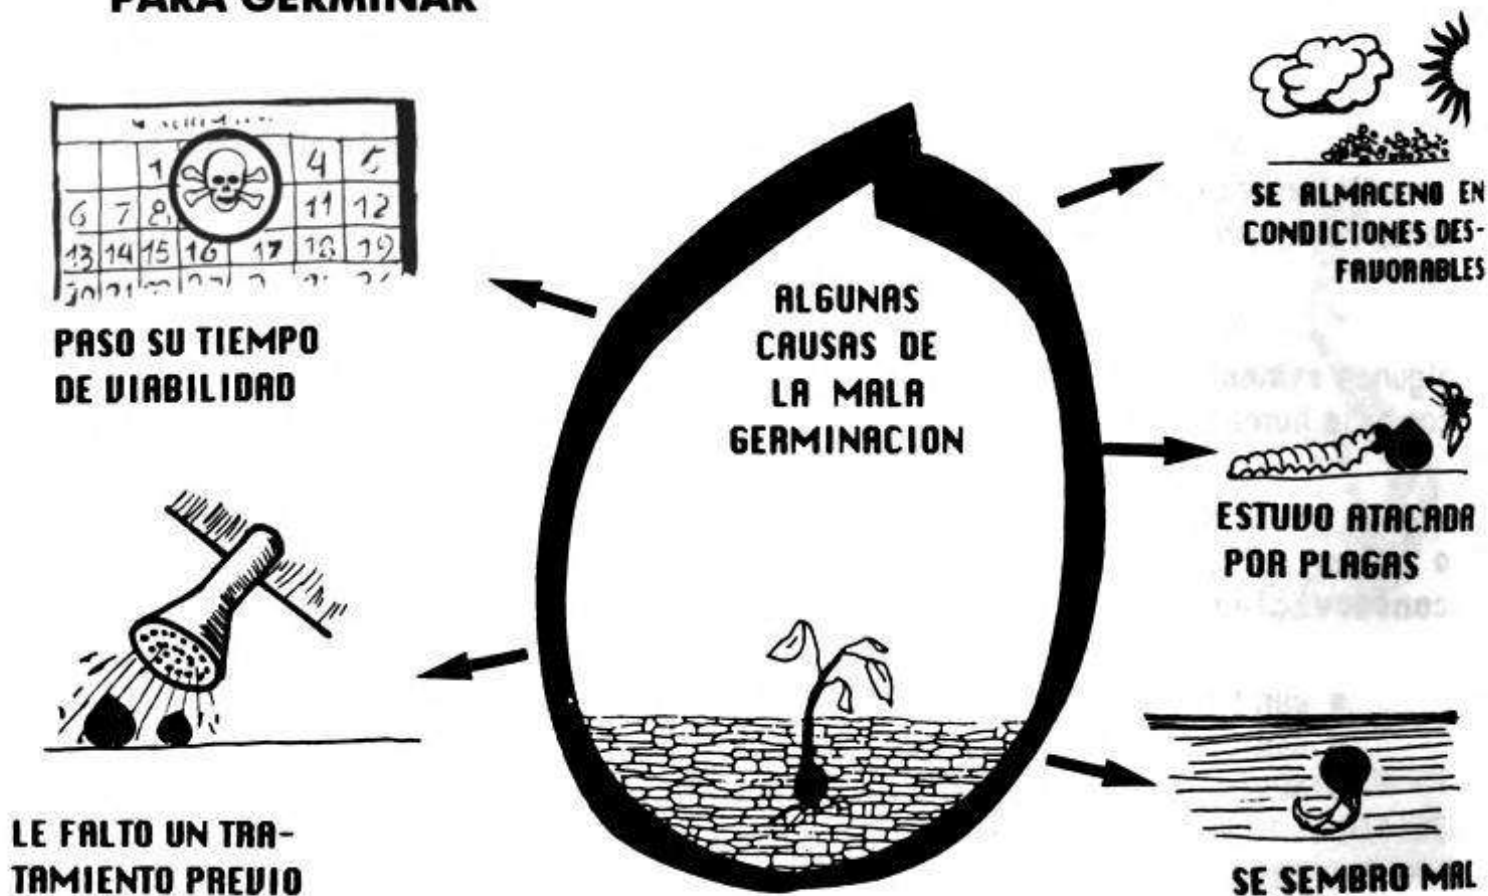 PARA GERMINAR
1 4 5
6 7 8 11 12
13 14 15 16 17 18 19
PASO SU TIEMPO
DE VIABILIDAD
ALGUNAS
CAUSAS DE
LA MALA
GERMINACION
SE ALMACENO EN
CONDICIONES DES-
FAVORABLES
ESTUVO ATACADA
POR PLAGAS
LE FALTO UN TRA-
TAMIENTO PREVIO
SE SEMBRO MAL